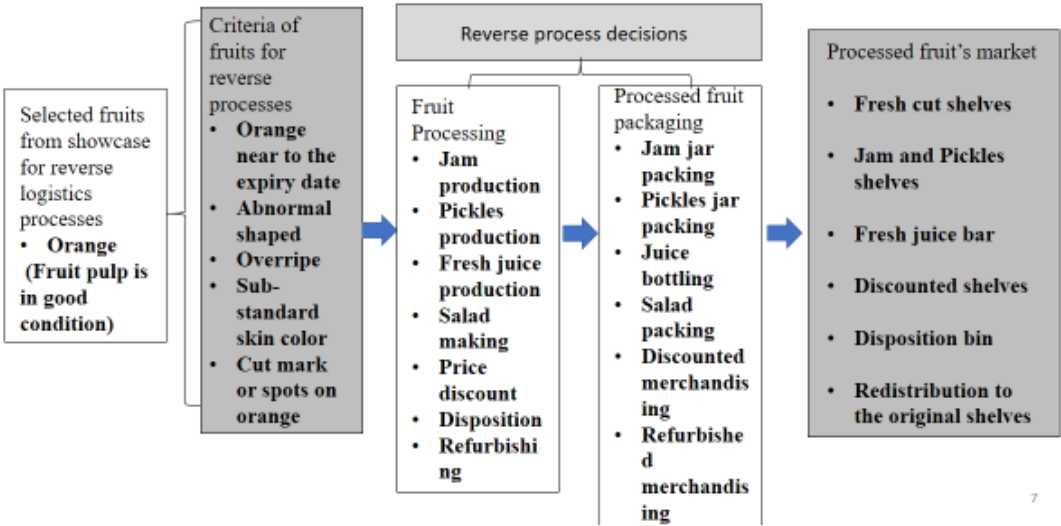 Selected fruits
from showcase
for reverse
logistics
processes
• Orange
(Fruit pulp is
in good
condition)
Criteria of
fruits for
reverse
processes
• Orange
near to the
expiry date
• Abnormal
shaped
• Overripe
• Sub-
standard
skin color
• Cut mark
or spots on
orange
Reverse process decisions
Fruit
Processing
• Jam
production
• Pickles
production
• Fresh juice
production
• Salad
making
• Price
discount
• Disposition
• Refurbishi
ng
Processed fruit
packaging
• Jam jar
packing
• Pickles jar
packing
• Juice
bottling
• Salad
packing
• Discounted
merchandis
ing
• Refurbishe
d
merchandis
ing
Processed fruit’s market
• Fresh cut shelves
• Jam and Pickles
shelves
• Fresh juice bar
• Discounted shelves
• Disposition bin
• Redistribution to
the original shelves
7